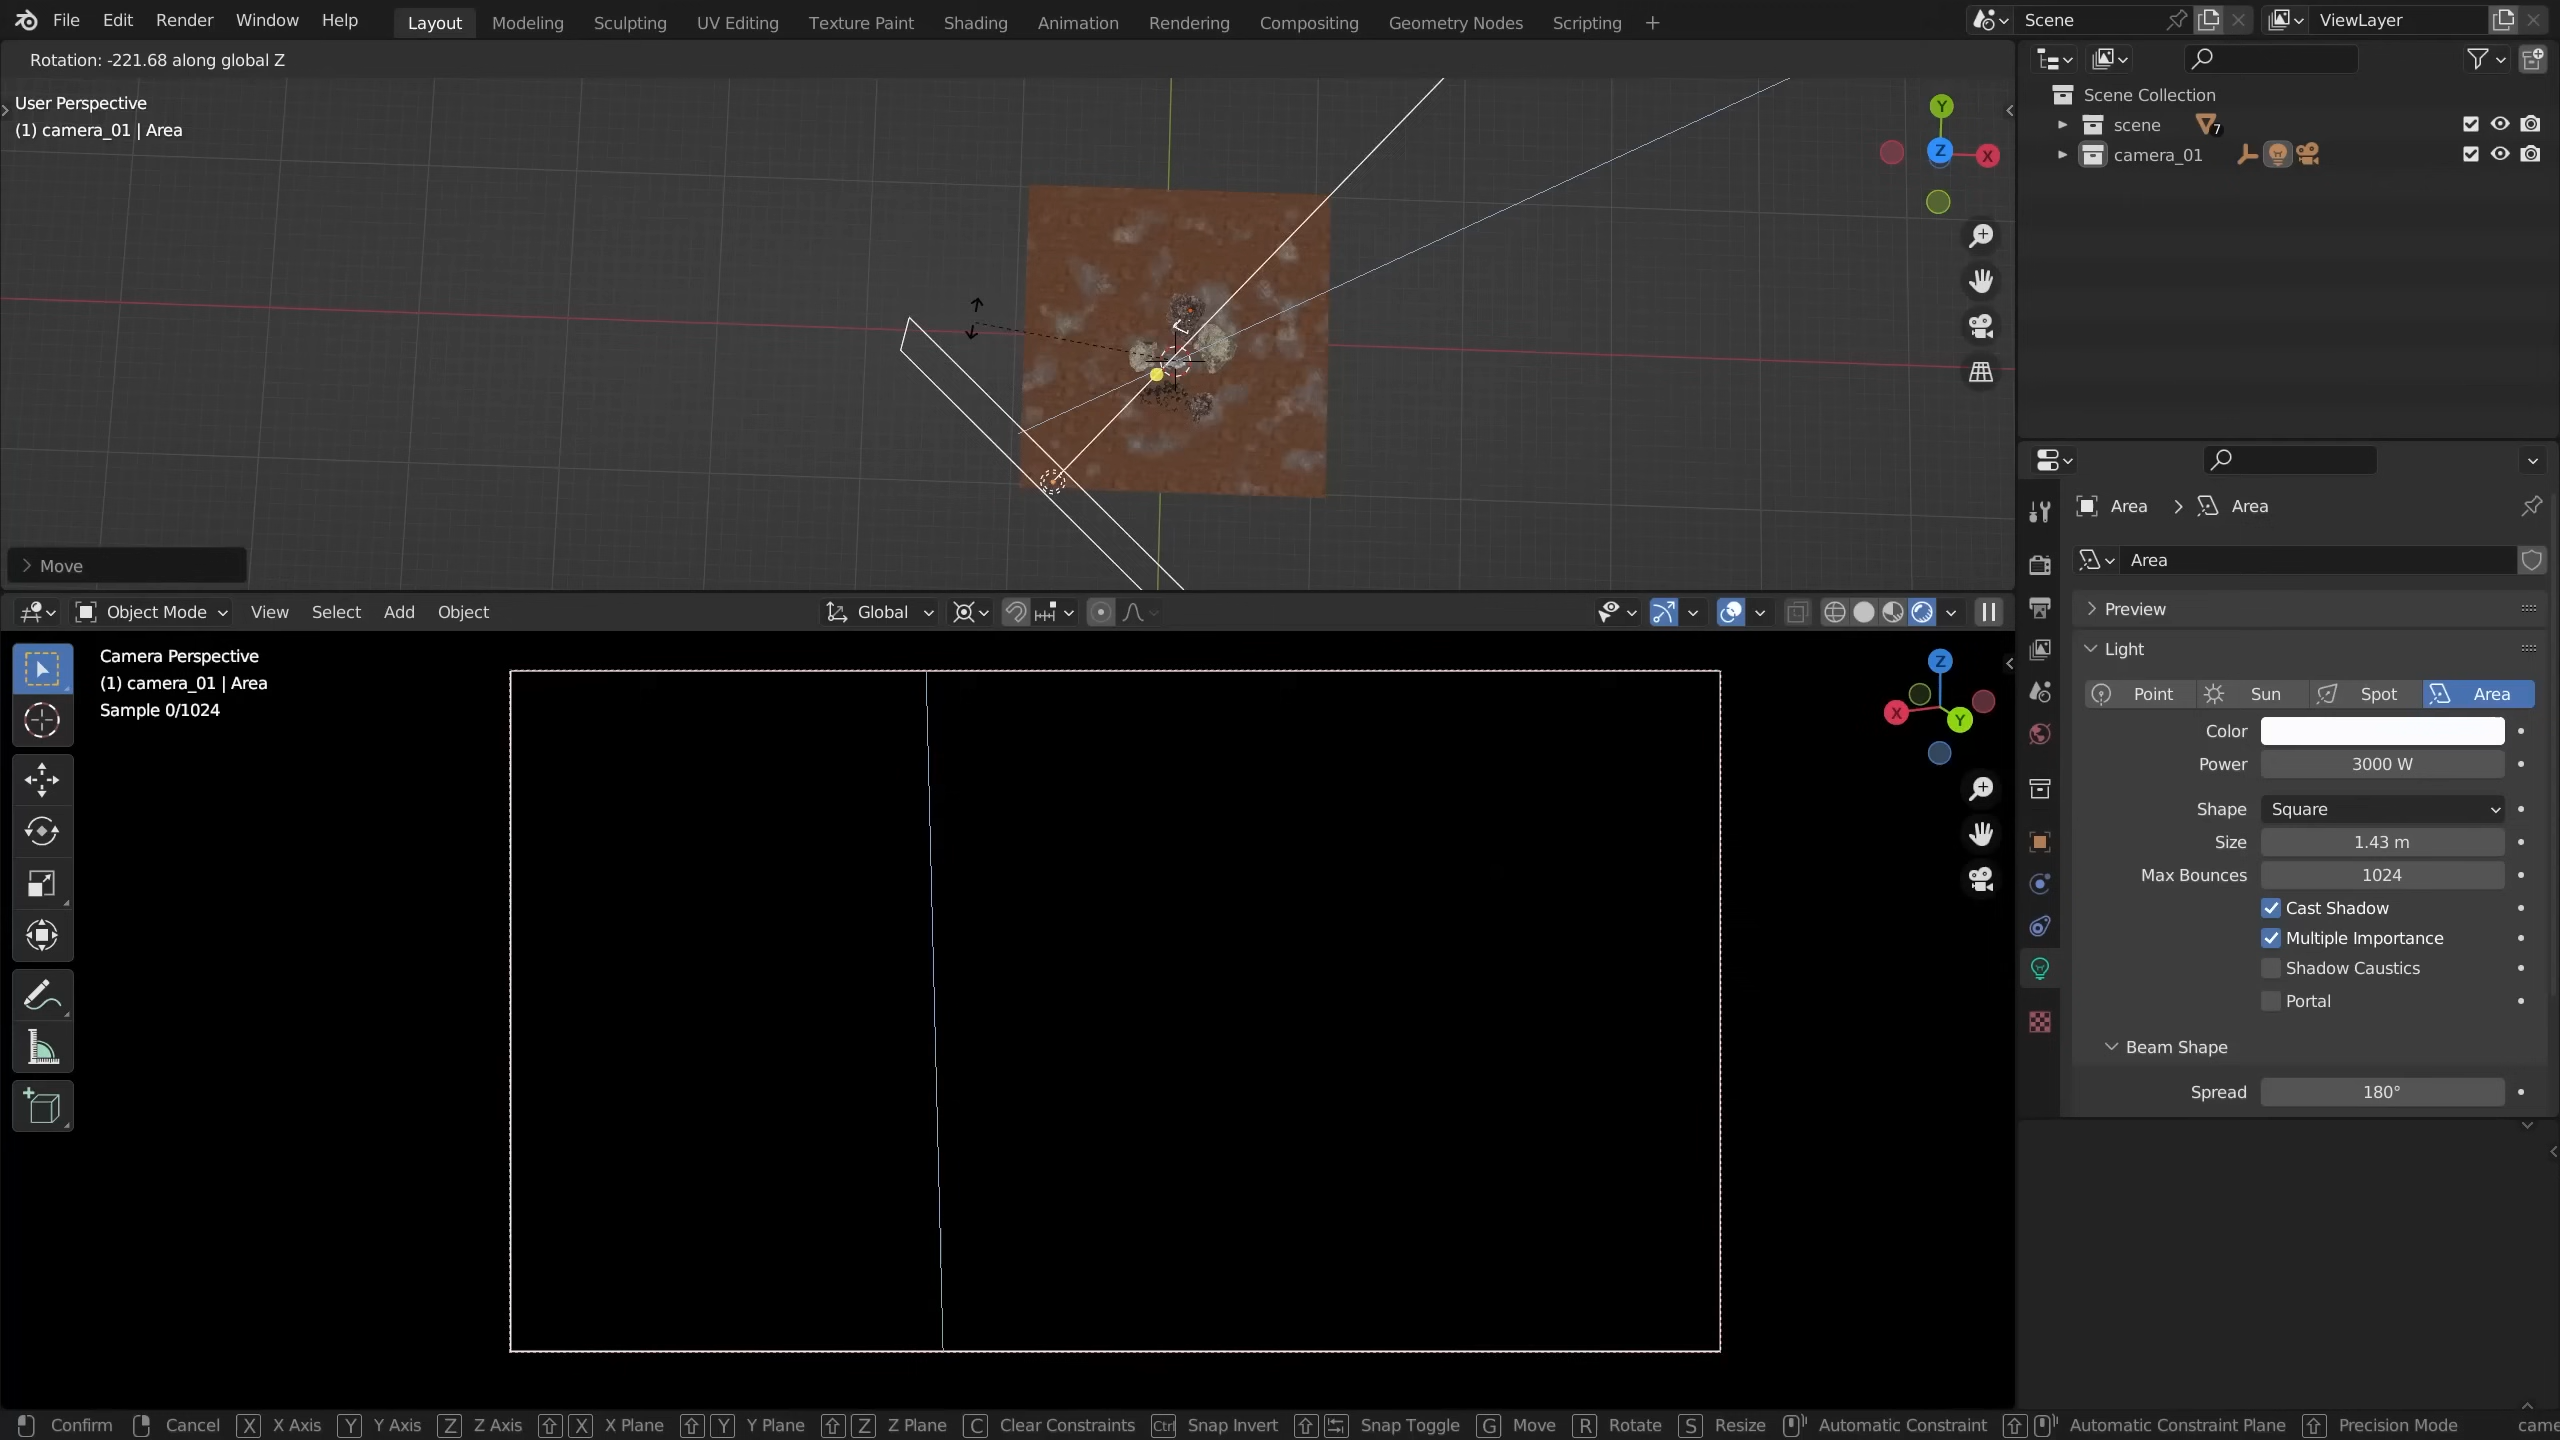 File Edit Render Window Help Layout Modeling Sculpting UV Editing Texture Paint Shading Animation Rendering Compositing Geometry Nodes Scripting + Scene ViewLayer
Rotation: -221.68 along global Z
User Perspective
(1) camera_01 | Area
Y
Z
X
Move
Scene Collection
scene 7
camera_01
Object Mode View Select Add Object Global
Camera Perspective
(1) camera_01 | Area
Sample 0/1024
Z
X
Y
Area > Area
Area
Preview
Light
Point Sun Spot Area
Color
Power 3000 W
Shape Square
Size 1.43 m
Max Bounces 1024
Cast Shadow
Multiple Importance
Shadow Caustics
Portal
Beam Shape
Spread 180°
Confirm Cancel X X Axis Y Y Axis Z Z Axis X X Plane Y Y Plane Z Z Plane C Clear Constraints Ctrl Snap Invert Snap Toggle G Move R Rotate S Resize Automatic Constraint Automatic Constraint Plane Precision Mode came